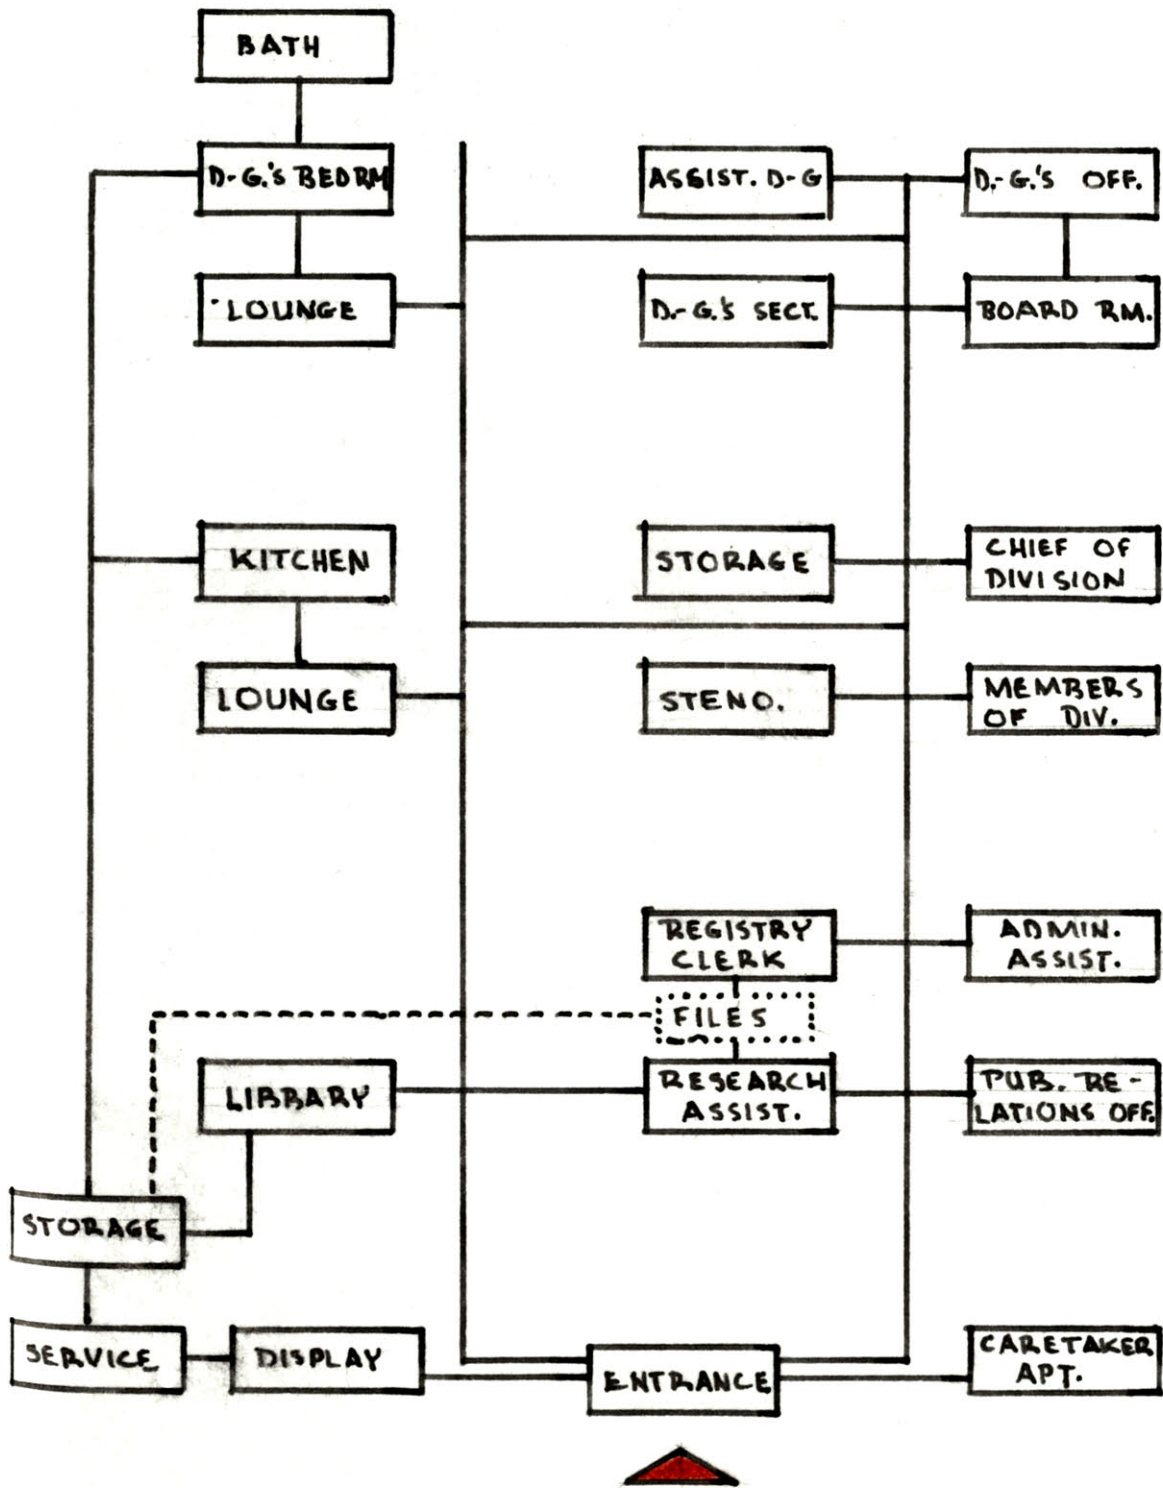 BATH
D-G.'S BEDRM
ASSIST. D-G
D.-G.'S OFF.
LOUNGE
D.-G.'S SECT.
BOARD RM.
KITCHEN
STORAGE
CHIEF OF
DIVISION
LOUNGE
STENO.
MEMBERS
OF DIV.
REGISTRY
CLERK
ADMIN.
ASSIST.
FILES
LIBRARY
RESEARCH
ASSIST.
PUB. RE-
LATIONS OFF.
STORAGE
SERVICE
DISPLAY
ENTRANCE
CARETAKER
APT.